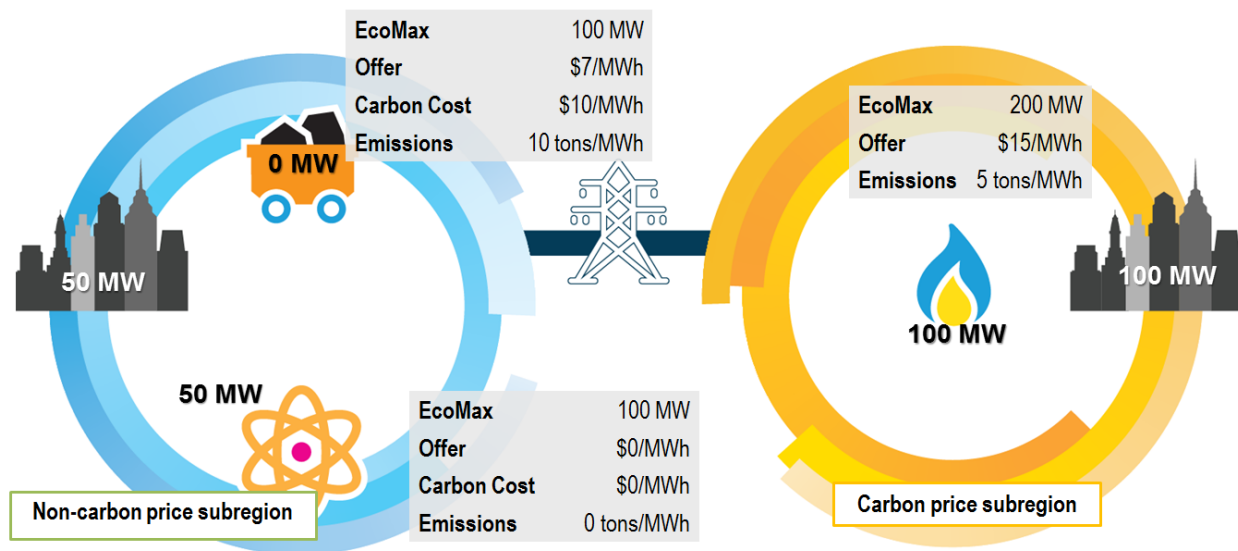 EcoMax 100 MW
Offer $7/MWh
Carbon Cost $10/MWh
Emissions 10 tons/MWh
0 MW
50 MW
EcoMax 200 MW
Offer $15/MWh
Emissions 5 tons/MWh
100 MW
100 MW
50 MW
EcoMax 100 MW
Offer $0/MWh
Carbon Cost $0/MWh
Emissions 0 tons/MWh
Non-carbon price subregion
Carbon price subregion